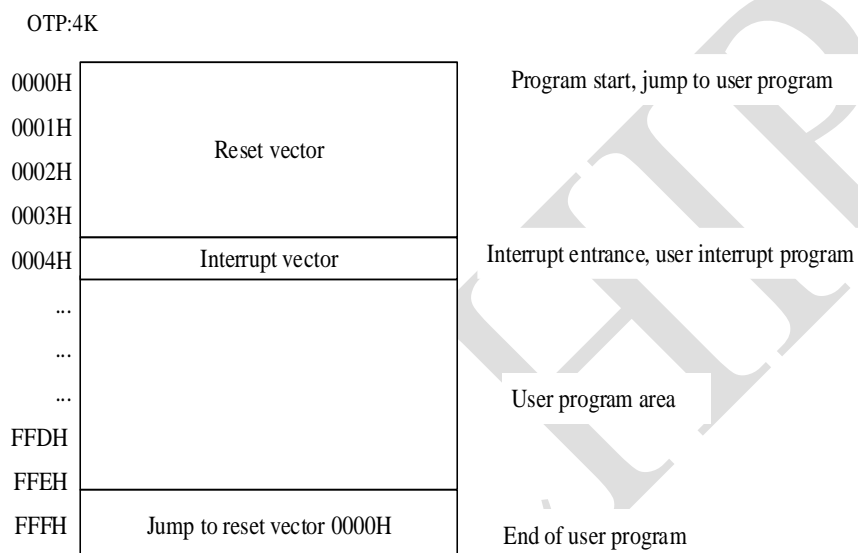 OTP:4K
0000H Program start, jump to user program
0001H
Reset vector
0002H
0003H
0004H Interrupt vector Interrupt entrance, user interrupt program
...
...
... User program area
FFDH
FFEH
FFFH Jump to reset vector 0000H End of user program